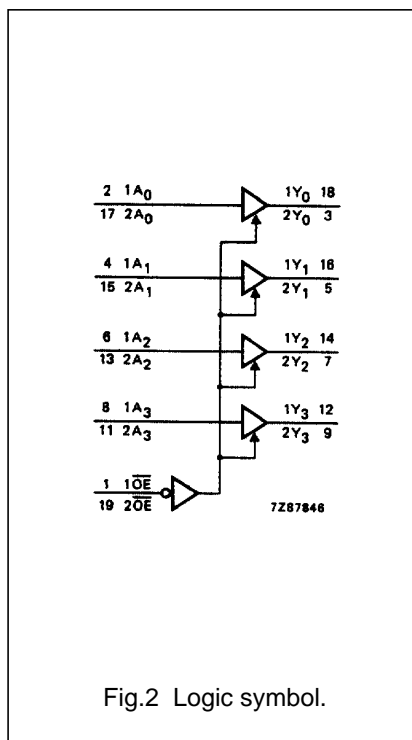 2 1A0 1Y0 18
17 2A0 2Y0 3
4 1A1 1Y1 16
15 2A1 2Y1 5
6 1A2 1Y2 14
13 2A2 2Y2 7
8 1A3 1Y3 12
11 2A3 2Y3 9
1 1O̅E̅
19 2O̅E̅ 7Z87846
Fig.2 Logic symbol.